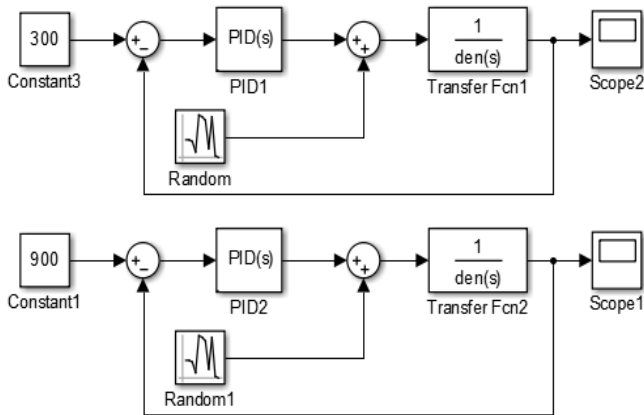 300
Constant3
PID(s)
PID1
1
den(s)
Transfer Fcn1
Scope2
Random
900
Constant1
PID(s)
PID2
1
den(s)
Transfer Fcn2
Scope1
Random1